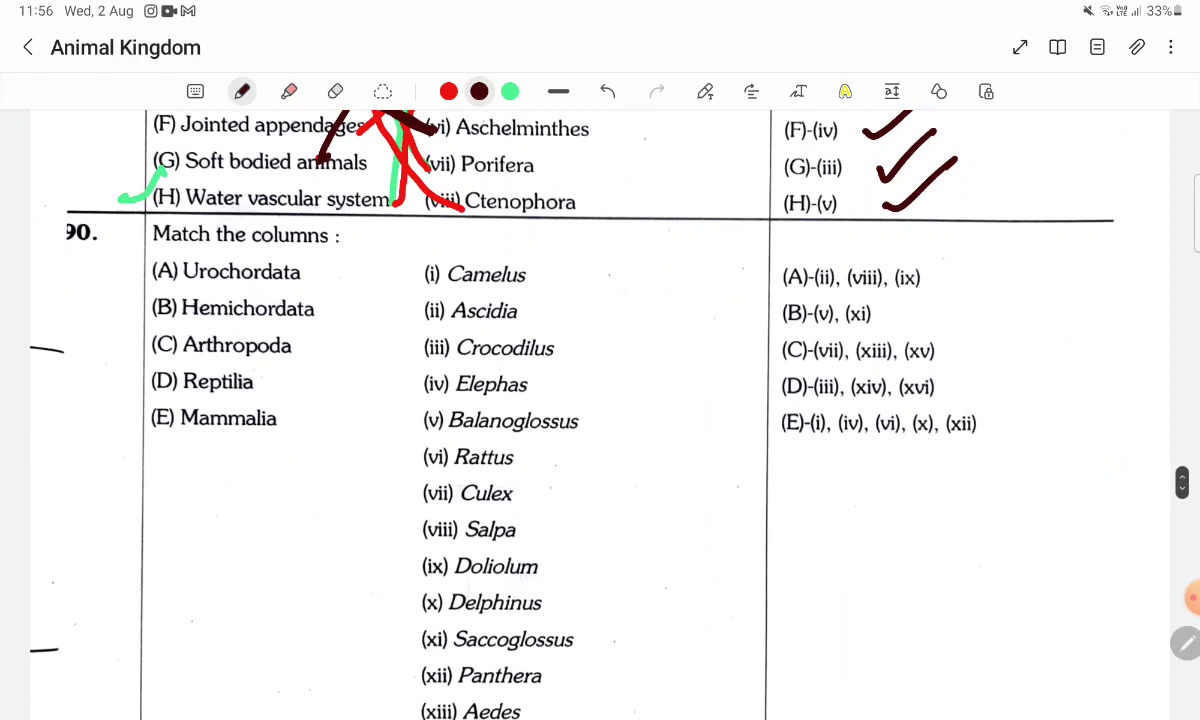 11:56 Wed, 2 Aug 33%
Animal Kingdom
(F) Jointed appendages (vi) Aschelminthes (F)-(iv)
(G) Soft bodied animals (vii) Porifera (G)-(iii)
(H) Water vascular system (viii) Ctenophora (H)-(v)
90. Match the columns :
(A) Urochordata (i) Camelus (A)-(ii), (viii), (ix)
(B) Hemichordata (ii) Ascidia (B)-(v), (xi)
(C) Arthropoda (iii) Crocodilus (C)-(vii), (xiii), (xv)
(D) Reptilia (iv) Elephas (D)-(iii), (xiv), (xvi)
(E) Mammalia (v) Balanoglossus (E)-(i), (iv), (vi), (x), (xii)
(vi) Rattus
(vii) Culex
(viii) Salpa
(ix) Doliolum
(x) Delphinus
(xi) Saccoglossus
(xii) Panthera
(xiii) Aedes